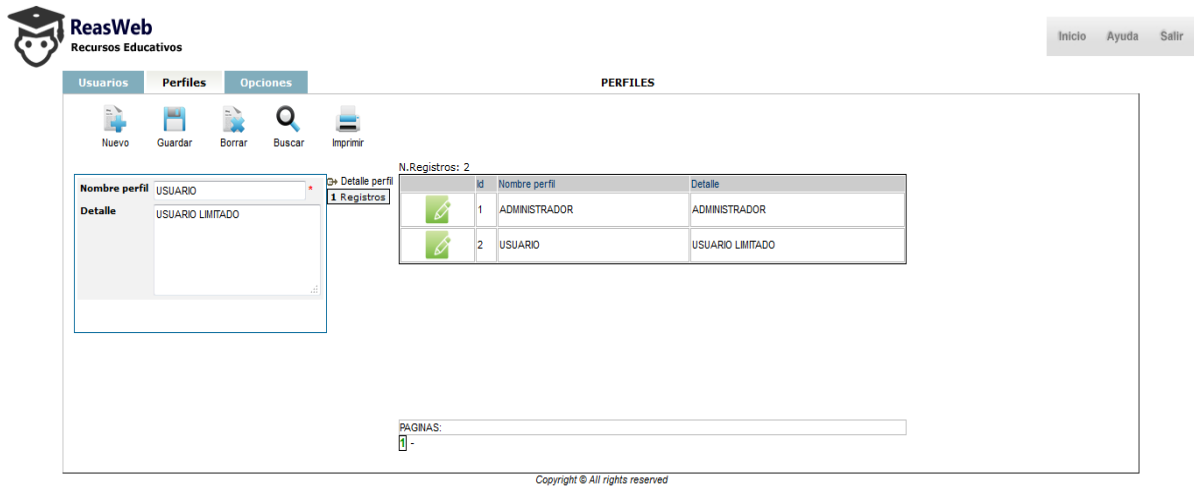 ReasWeb
Recursos Educativos
Inicio Ayuda Salir
Usuarios Perfiles Opciones
PERFILES
Nuevo Guardar Borrar Buscar Imprimir
N.Registros: 2
Nombre perfil USUARIO *
Detalle USUARIO LIMITADO
Detalle perfil
1 Registros
Id Nombre perfil Detalle
1 ADMINISTRADOR ADMINISTRADOR
2 USUARIO USUARIO LIMITADO
PAGINAS:
1 -
Copyright © All rights reserved